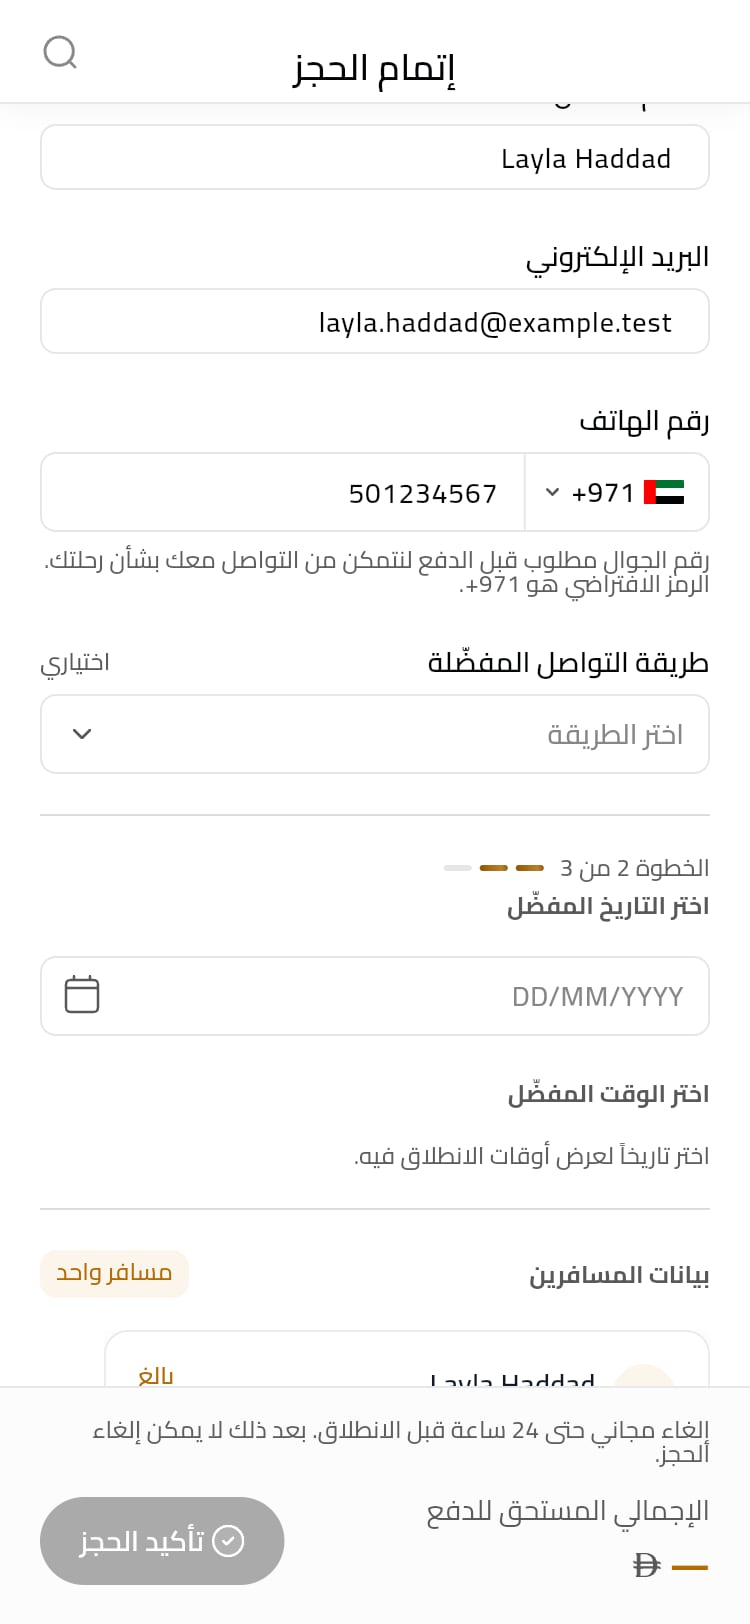 إتمام الحجز
Layla Haddad
البريد الإلكتروني
layla.haddad@example.test
رقم الهاتف
+971
501234567
رقم الجوال مطلوب قبل الدفع لنتمكن من التواصل معك بشأن رحلتك.
الرمز الافتراضي هو 971+.
طريقة التواصل المفضّلة
اختياري
اختر الطريقة
الخطوة 2 من 3
اختر التاريخ المفضّل
DD/MM/YYYY
اختر الوقت المفضّل
اختر تاريخاً لعرض أوقات الانطلاق فيه.
بيانات المسافرين
مسافر واحد
Layla Haddad
بالغ
إلغاء مجاني حتى 24 ساعة قبل الانطلاق. بعد ذلك لا يمكن إلغاء
الحجز.
الإجمالي المستحق للدفع
—
تأكيد الحجز